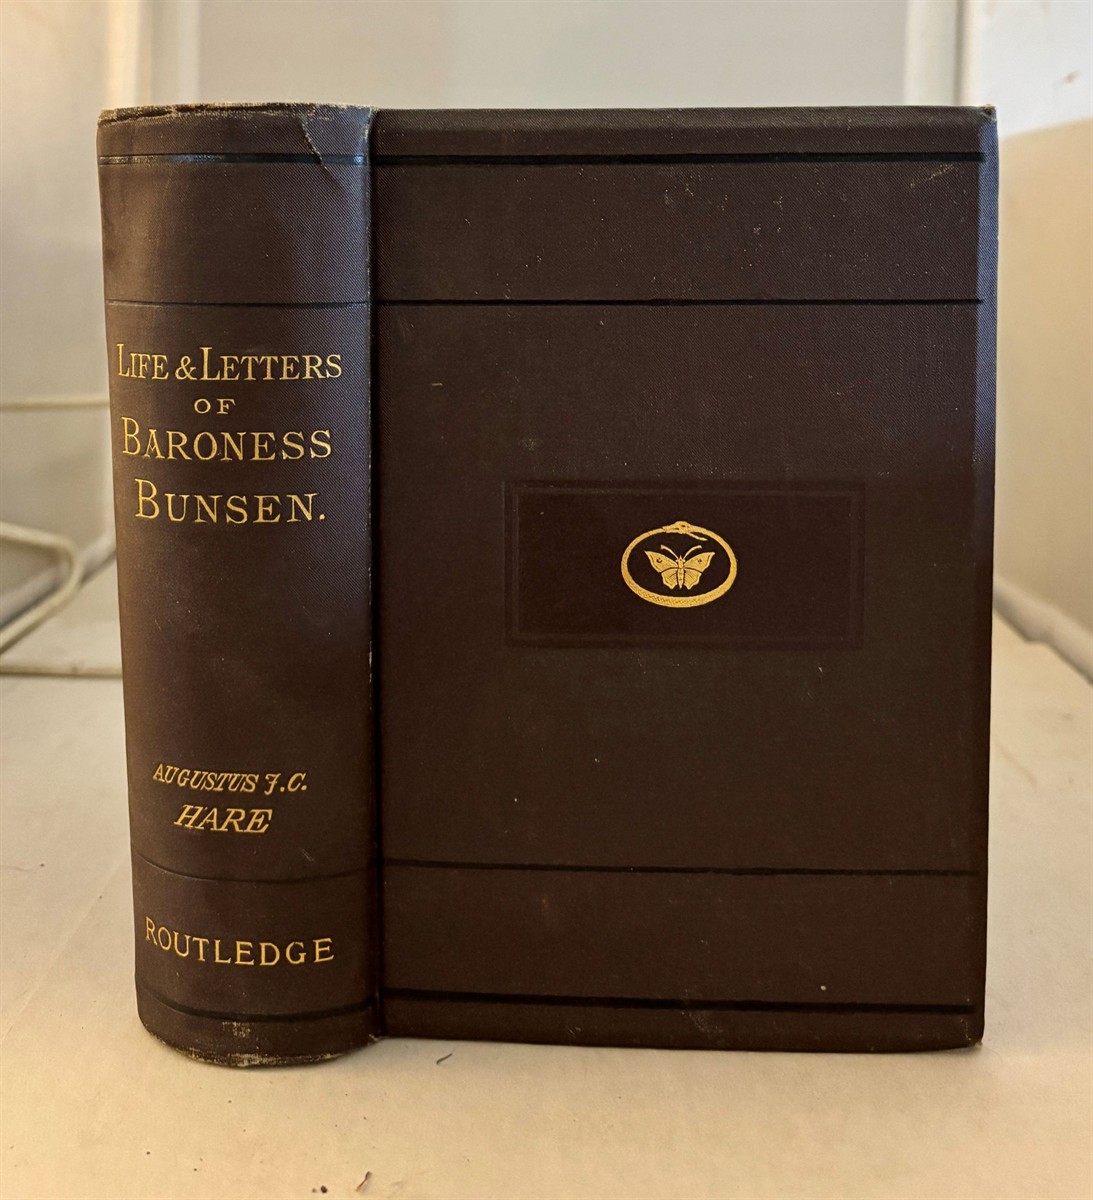 LIFE & LETTERS
OF
BARONESS
BUNSEN.
AUGUSTUS J.C.
HARE
ROUTLEDGE